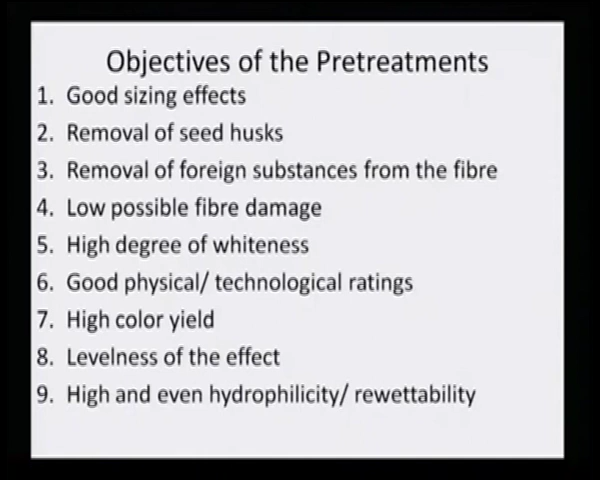 Objectives of the Pretreatments
1. Good sizing effects
2. Removal of seed husks
3. Removal of foreign substances from the fibre
4. Low possible fibre damage
5. High degree of whiteness
6. Good physical/ technological ratings
7. High color yield
8. Levelness of the effect
9. High and even hydrophilicity/ rewettability